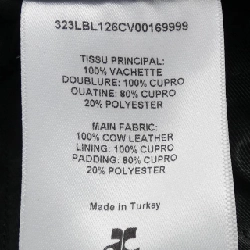 323LBL126CV00169999
TISSU PRINCIPAL:
100% VACHETTE
DOUBLURE: 100% CUPRO
OUATINE: 80% CUPRO
20% POLYESTER
MAIN FABRIC:
100% COW LEATHER
LINING: 100% CUPRO
PADDING: 80% CUPRO
20% POLYESTER
Made in Turkey